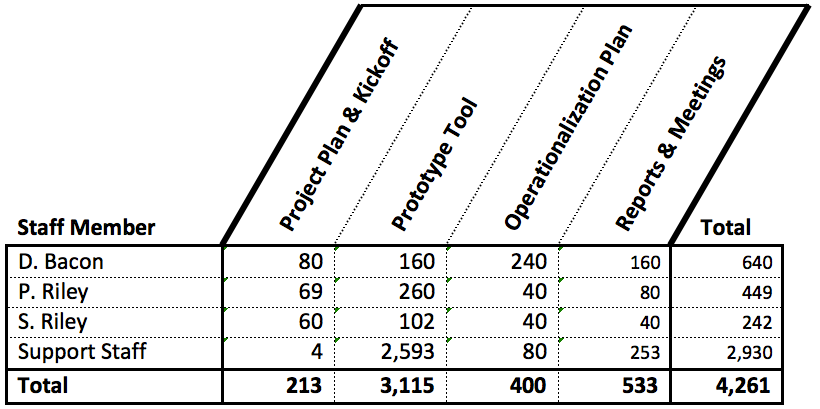 Project Plan & Kickoff
Prototype Tool
Operationalization Plan
Reports & Meetings
Staff Member Total
D. Bacon 80 160 240 160 640
P. Riley 69 260 40 80 449
S. Riley 60 102 40 40 242
Support Staff 4 2,593 80 253 2,930
Total 213 3,115 400 533 4,261